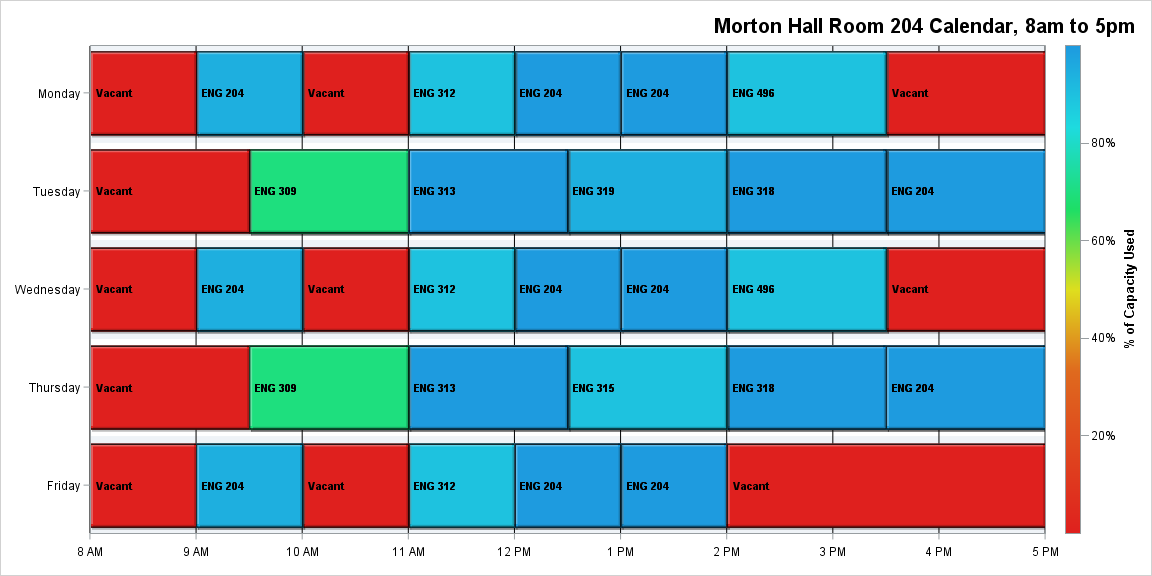 Morton Hall Room 204 Calendar, 8am to 5pm
Monday
Vacant
ENG 204
Vacant
ENG 312
ENG 204
ENG 204
ENG 496
Vacant
Tuesday
Vacant
ENG 309
ENG 313
ENG 319
ENG 318
ENG 204
Wednesday
Vacant
ENG 204
Vacant
ENG 312
ENG 204
ENG 204
ENG 496
Vacant
Thursday
Vacant
ENG 309
ENG 313
ENG 315
ENG 318
ENG 204
Friday
Vacant
ENG 204
Vacant
ENG 312
ENG 204
ENG 204
Vacant
8 AM
9 AM
10 AM
11 AM
12 PM
1 PM
2 PM
3 PM
4 PM
5 PM
80%
60%
40%
20%
% of Capacity Used